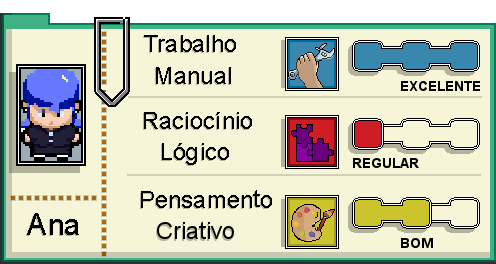 Trabalho
Manual
EXCELENTE
Raciocínio
Lógico
REGULAR
Pensamento
Criativo
BOM
Ana